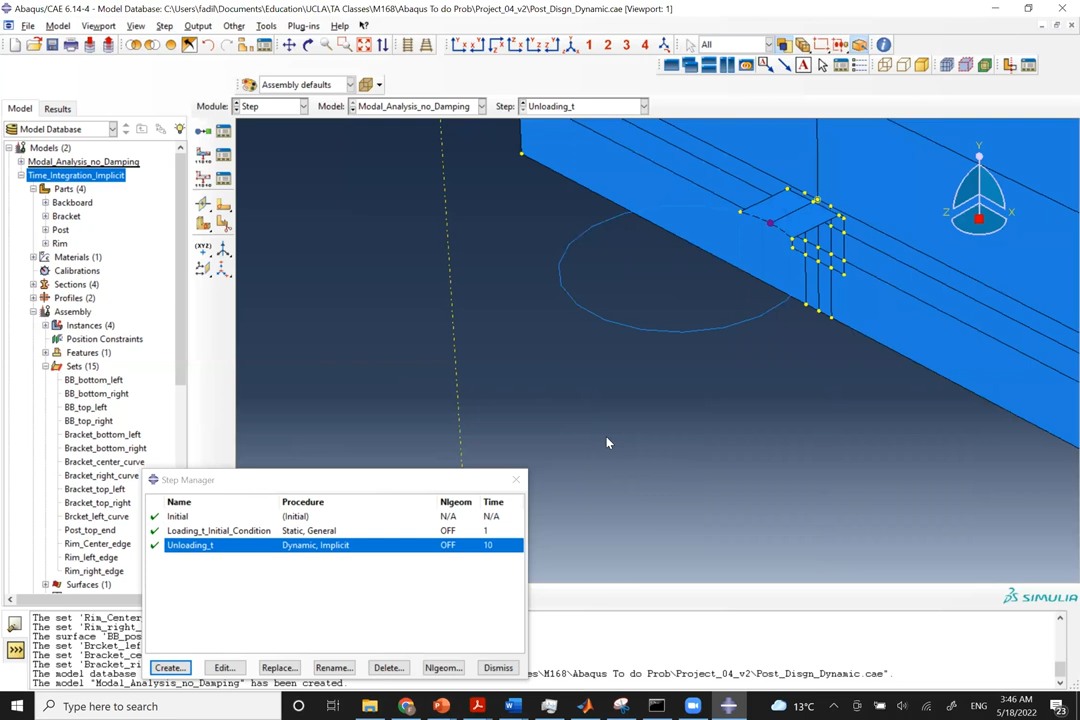 Abaqus/CAE 6.14-4 - Model Database: C:\Users\fadil\Documents\Education\UCLA\TA Classes\M168\Abaqus To do Prob\Project_04_v2\Post_Disgn_Dynamic.cae [Viewport: 1]
File Model Viewport View Step Output Other Tools Plug-ins Help
1 2 3 4 All
Assembly defaults
Model Results
Module: Step Model: Modal_Analysis_no_Damping Step: Unloading_t
Model Database
Models (2)
Modal_Analysis_no_Damping
Time_Integration_Implicit
Parts (4)
Backboard
Bracket
Post
Rim
Materials (1)
Calibrations
Sections (4)
Profiles (2)
Assembly
Instances (4)
Position Constraints
Features (1)
Sets (15)
BB_bottom_left
BB_bottom_right
BB_top_left
BB_top_right
Bracket_bottom_left
Bracket_bottom_right
Bracket_center_curve
Bracket_right_curve
Bracket_top_left
Bracket_top_right
Brcket_left_curve
Post_top_end
Rim_Center_edge
Rim_left_edge
Rim_right_edge
Surfaces (1)
(XYZ)
Y
Z X
Step Manager
Name Procedure Nlgeom Time
Initial (Initial) N/A N/A
Loading_t_Initial_Condition Static, General OFF 1
Unloading_t Dynamic, Implicit OFF 10
Create... Edit... Replace... Rename... Delete... Nlgeom... Dismiss
SIMULIA
The set 'Rim_Center
The set 'Rim_right_
The surface 'BB_pos
The set 'Brcket_lef
The set 'Bracket_ce
The set 'Bracket_ri
The model database es\M168\Abaqus To do Prob\Project_04_v2\Post_Disgn_Dynamic.cae".
The model "Modal_Analysis_no_Damping" has been created.
Type here to search
13°C
3:46 AM
5/18/2022
23